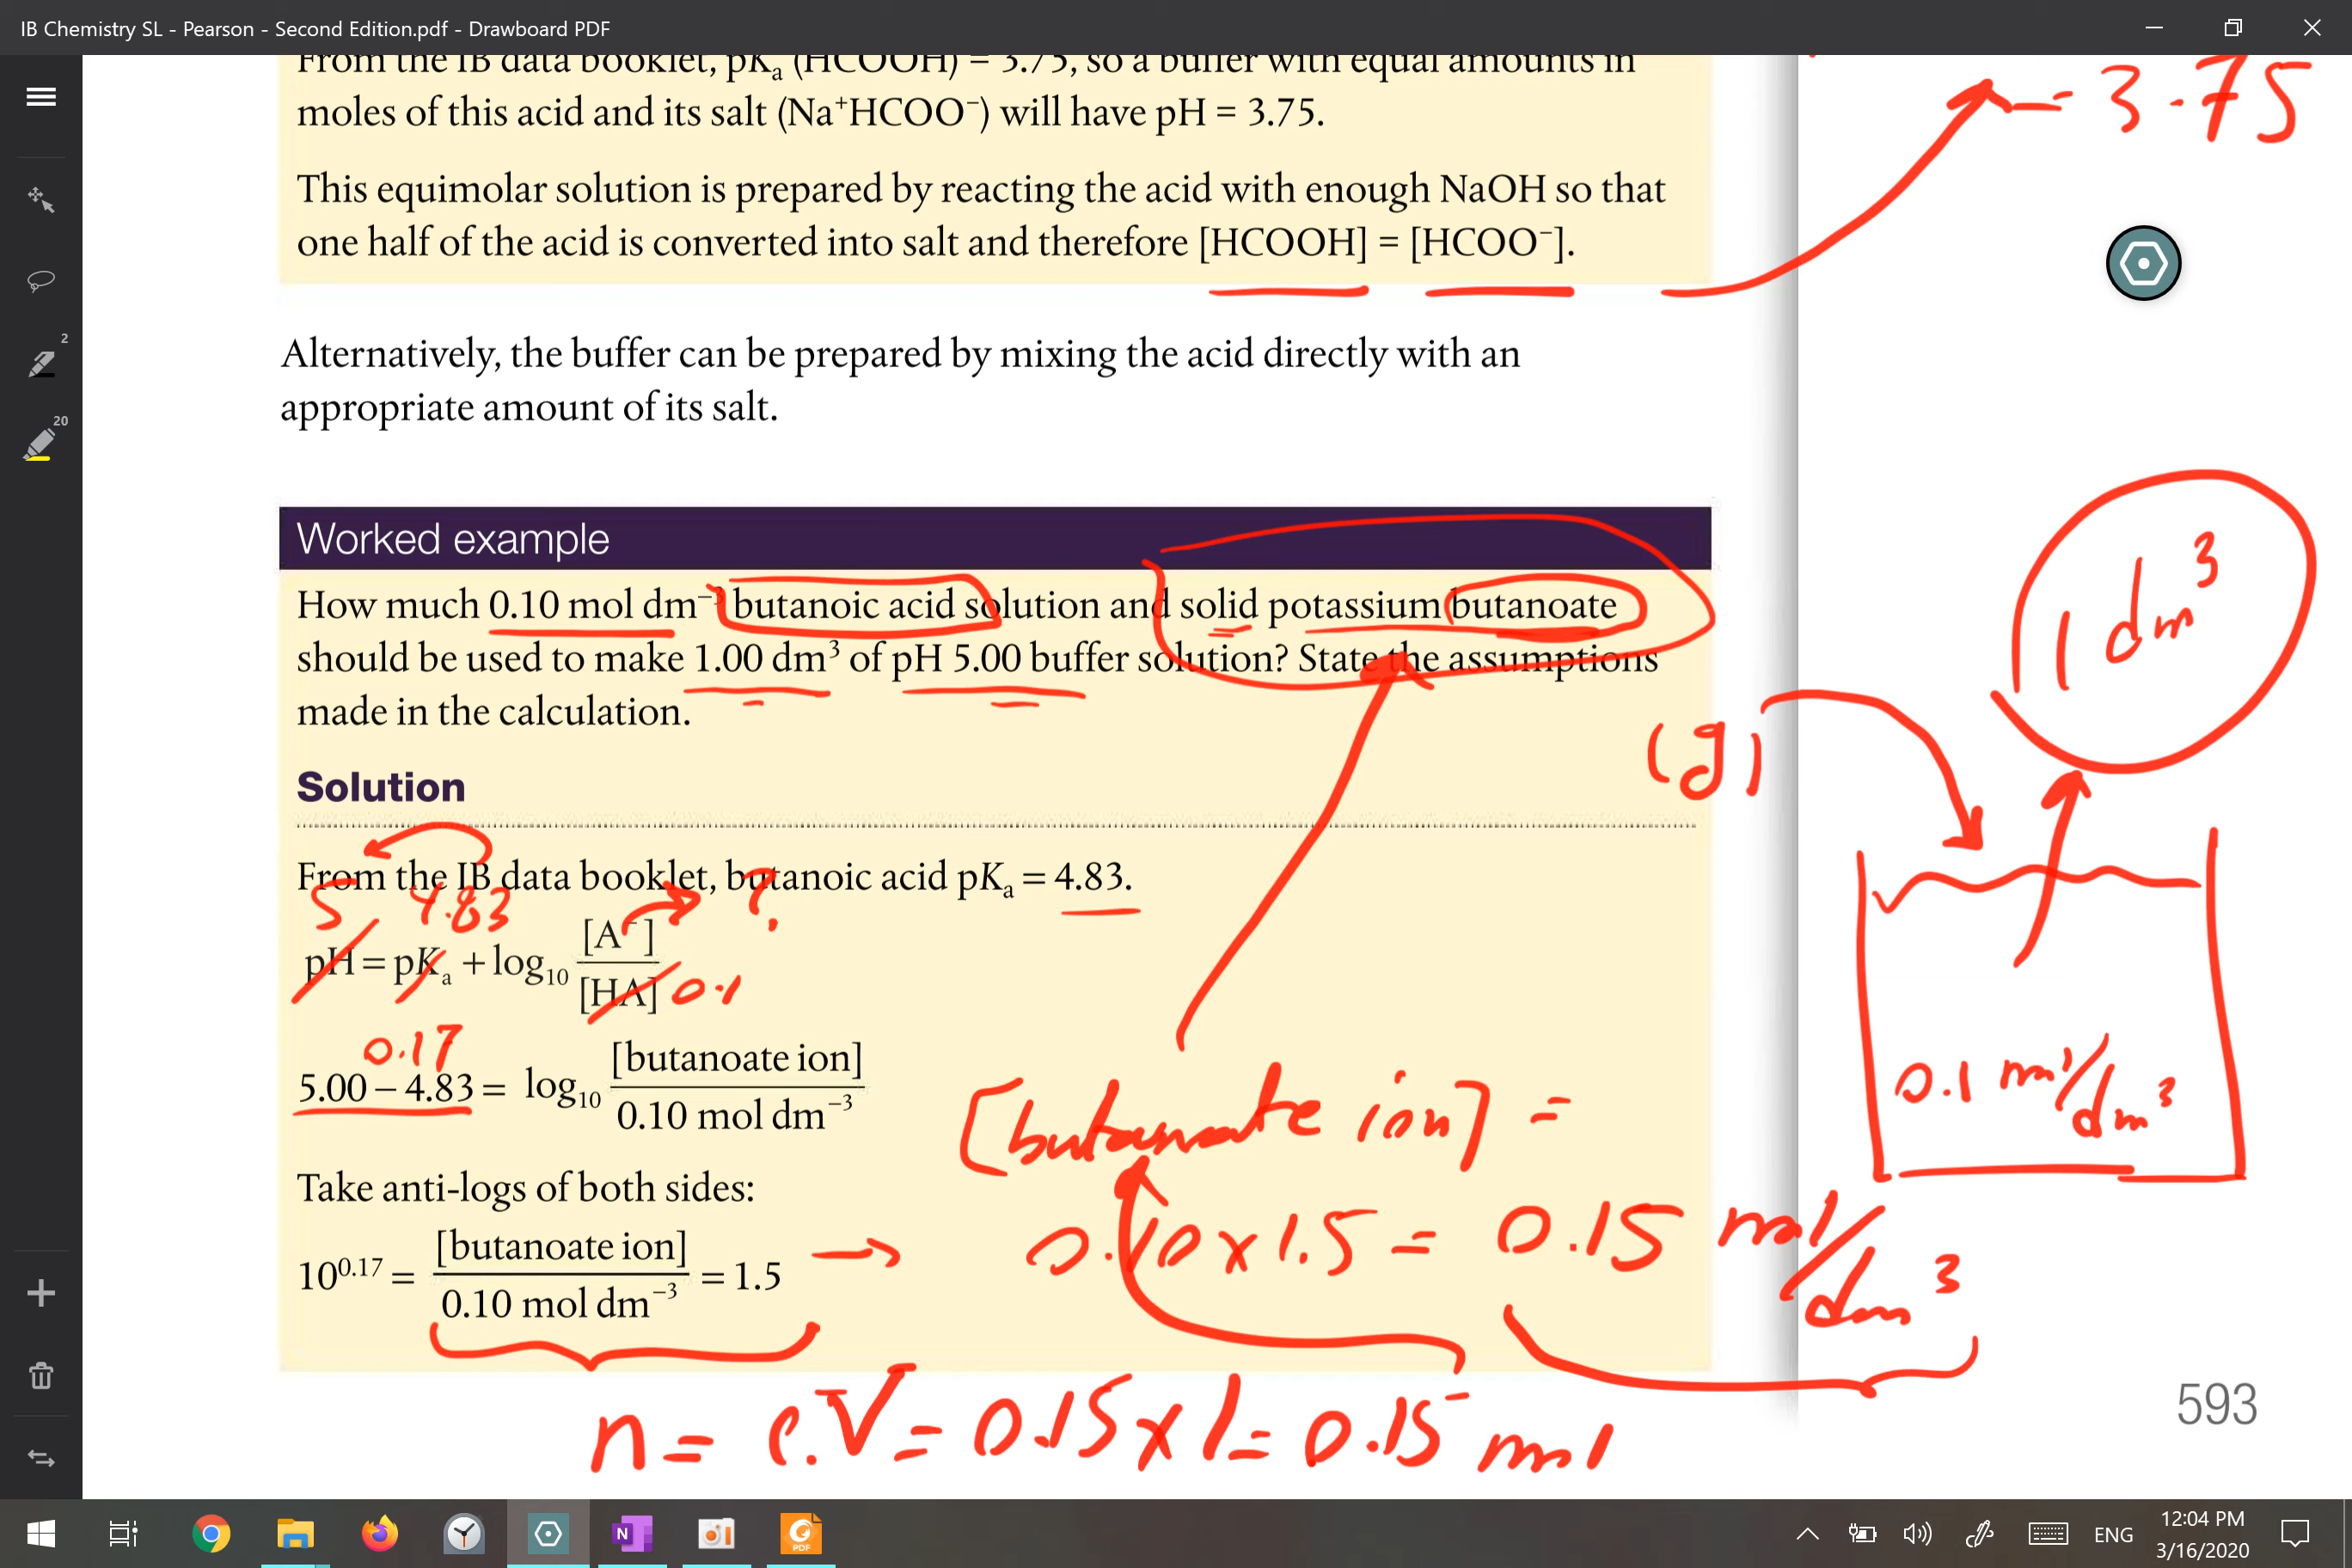 IB Chemistry SL - Pearson - Second Edition.pdf - Drawboard PDF
From the IB data booklet, pKₐ (HCOOH) = 3.75, so a buffer with equal amounts in
moles of this acid and its salt (Na⁺HCOO⁻) will have pH = 3.75.
= 3.75
This equimolar solution is prepared by reacting the acid with enough NaOH so that
one half of the acid is converted into salt and therefore [HCOOH] = [HCOO⁻].
2
20
Alternatively, the buffer can be prepared by mixing the acid directly with an
appropriate amount of its salt.
Worked example
How much 0.10 mol dm⁻³ butanoic acid solution and solid potassium butanoate
should be used to make 1.00 dm³ of pH 5.00 buffer solution? State the assumptions
made in the calculation.
1 dm³
(g)
Solution
From the IB data booklet, butanoic acid pKₐ = 4.83.
5 4.83 ?
pH = pKₐ + log₁₀ [A⁻] / [HA] 0.1
0.17
5.00 – 4.83 = log₁₀ [butanoate ion] / 0.10 mol dm⁻³
0.1 mol/dm³
[butanoate ion] =
Take anti-logs of both sides:
10⁰·¹⁷ = [butanoate ion] / 0.10 mol dm⁻³ = 1.5
0.10 x 1.5 = 0.15 mol/dm³
n = c.V = 0.15 x 1 = 0.15 mol
593
ENG
12:04 PM
3/16/2020
N
PDF